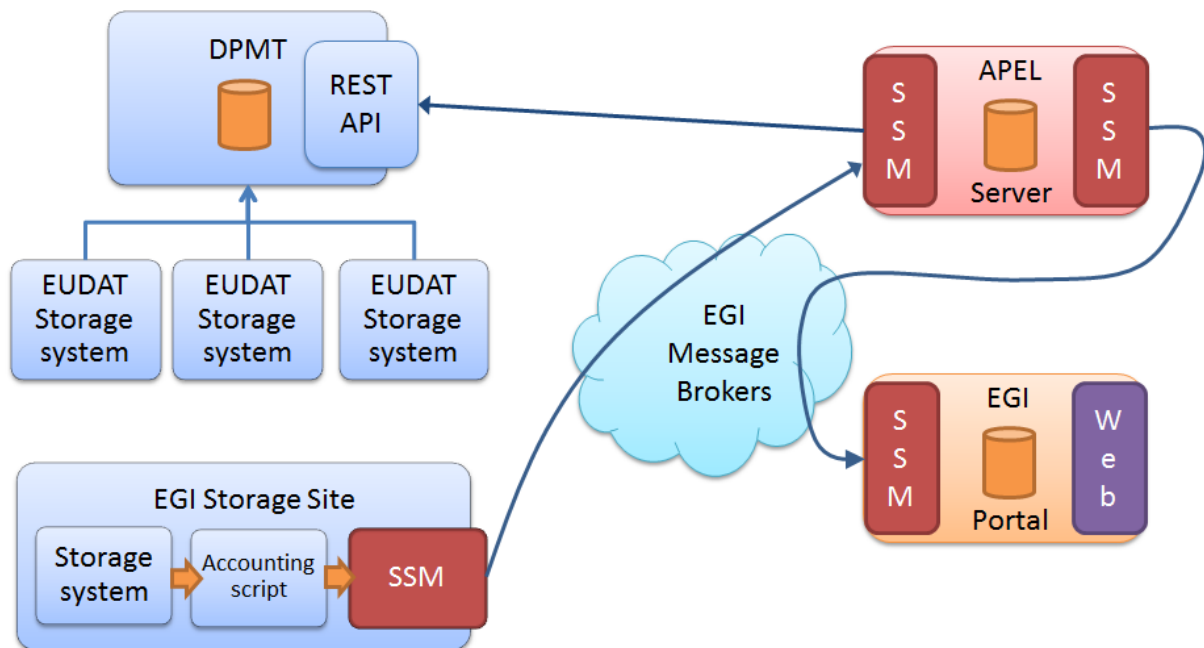 DPMT
REST
API
EUDAT
Storage
system
EUDAT
Storage
system
EUDAT
Storage
system
S
S
M
APEL
Server
S
S
M
EGI
Message
Brokers
S
S
M
EGI
Portal
W
e
b
EGI Storage Site
Storage
system
Accounting
script
SSM